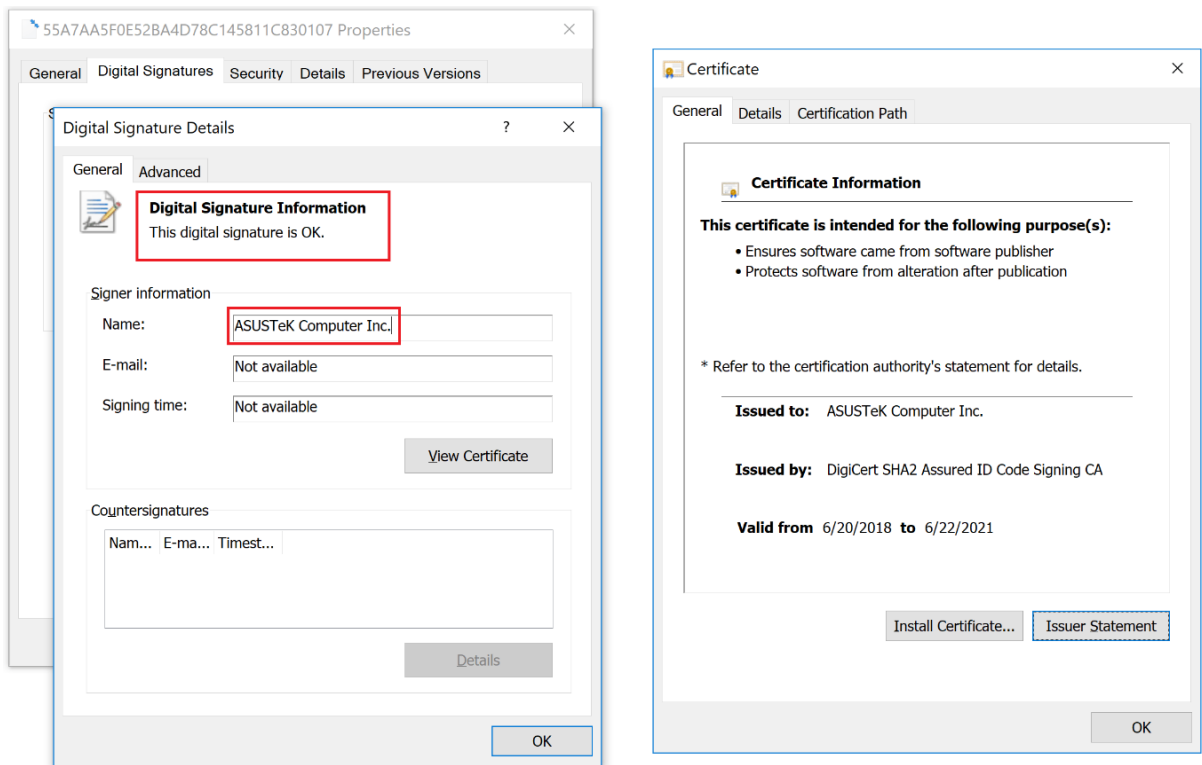 55A7AA5F0E52BA4D78C145811C830107 Properties
General Digital Signatures Security Details Previous Versions
S
Digital Signature Details
?
General Advanced
Digital Signature Information
This digital signature is OK.
Signer information
Name: ASUSTeK Computer Inc.
E-mail: Not available
Signing time: Not available
View Certificate
Countersignatures
Nam... E-ma... Timest...
Details
OK
Certificate
General Details Certification Path
Certificate Information
This certificate is intended for the following purpose(s):
• Ensures software came from software publisher
• Protects software from alteration after publication
* Refer to the certification authority's statement for details.
Issued to: ASUSTeK Computer Inc.
Issued by: DigiCert SHA2 Assured ID Code Signing CA
Valid from 6/20/2018 to 6/22/2021
Install Certificate... Issuer Statement
OK